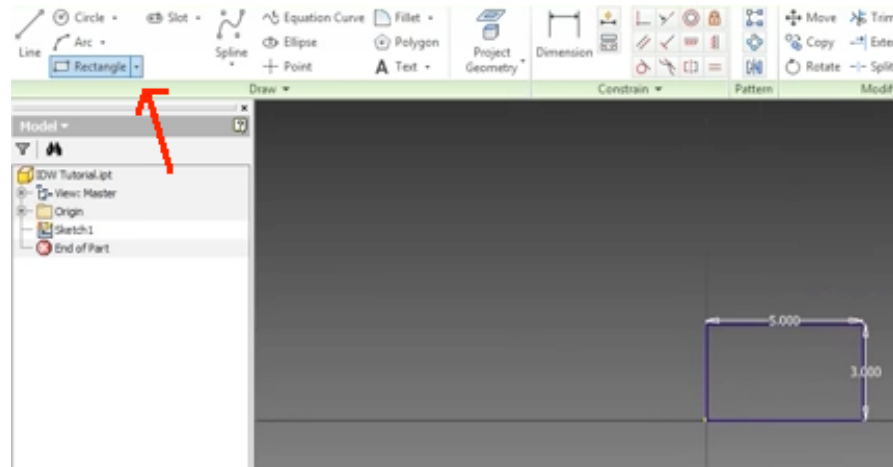 Circle Slot Equation Curve Fillet Move Trim
Line Arc Spline Ellipse Polygon Project Geometry Dimension Copy Exte
Rectangle Point A Text Rotate Split
Draw Constrain Pattern Modif
Model
IDW Tutorial.ipt
View: Master
Origin
Sketch1
End of Part
5.000
3.000